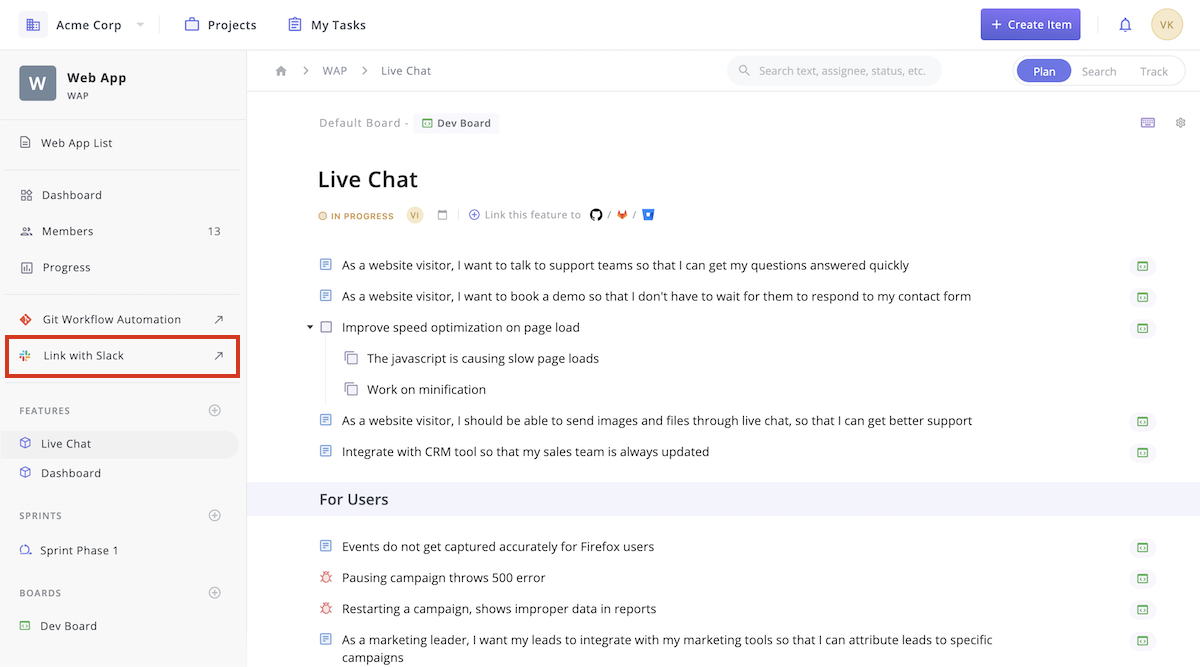 Acme Corp
Projects
My Tasks
+ Create Item
VK
W
Web App
WAP
WAP
Live Chat
Search text, assignee, status, etc.
Plan
Search
Track
Web App List
Dashboard
Members
13
Progress
Git Workflow Automation
Link with Slack
FEATURES
Live Chat
Dashboard
SPRINTS
Sprint Phase 1
BOARDS
Dev Board
Default Board -
Dev Board
Live Chat
IN PROGRESS
VI
Link this feature to
/
/
As a website visitor, I want to talk to support teams so that I can get my questions answered quickly
As a website visitor, I want to book a demo so that I don't have to wait for them to respond to my contact form
Improve speed optimization on page load
The javascript is causing slow page loads
Work on minification
As a website visitor, I should be able to send images and files through live chat, so that I can get better support
Integrate with CRM tool so that my sales team is always updated
For Users
Events do not get captured accurately for Firefox users
Pausing campaign throws 500 error
Restarting a campaign, shows improper data in reports
As a marketing leader, I want my leads to integrate with my marketing tools so that I can attribute leads to specific
campaigns